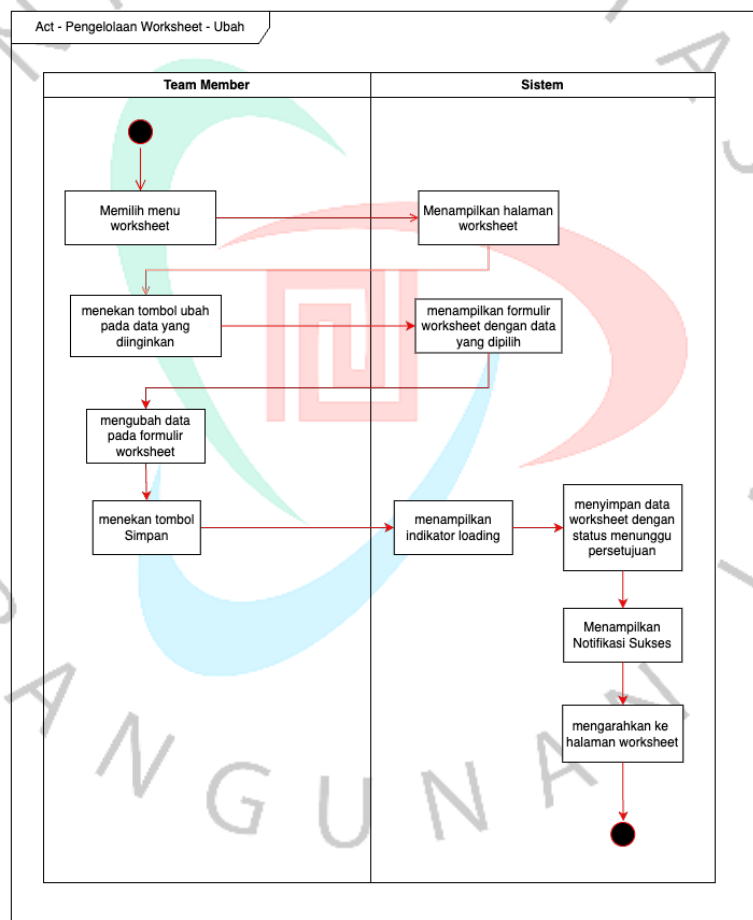 Act - Pengelolaan Worksheet - Ubah
Team Member
Sistem
Memilih menu
worksheet
Menampilkan halaman
worksheet
menekan tombol ubah
pada data yang
diinginkan
menampilkan formulir
worksheet dengan data
yang dipilih
mengubah data
pada formulir
worksheet
menekan tombol
Simpan
menampilkan
indikator loading
menyimpan data
worksheet dengan
status menunggu
persetujuan
Menampilkan
Notifikasi Sukses
mengarahkan ke
halaman worksheet